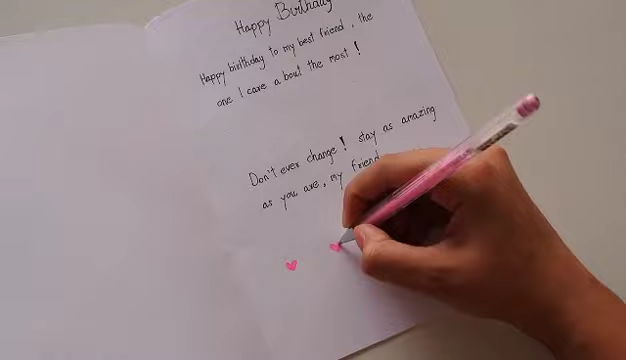 Happy Birthday
Happy birthday to my best friend, the
one I care about the most!
Don't ever change! stay as amazing
as you are, my friend